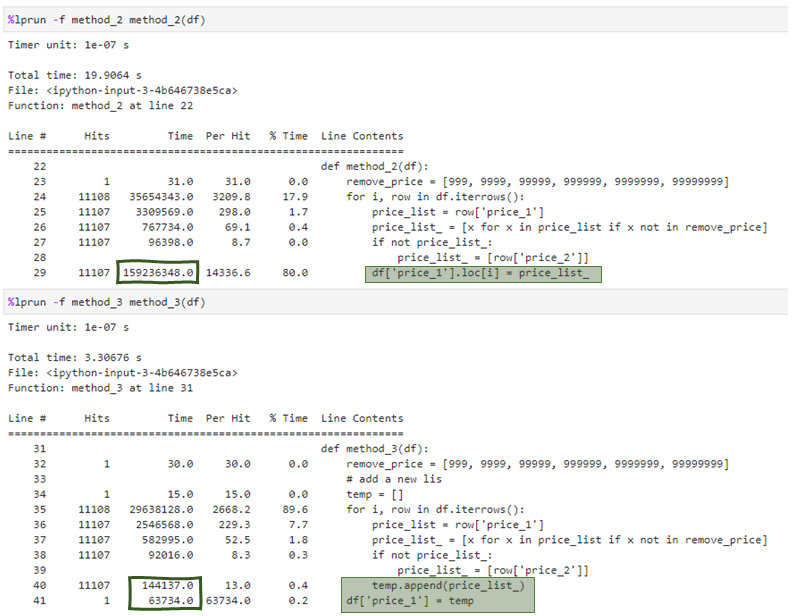 %lprun -f method_2 method_2(df)
Timer unit: 1e-07 s
Total time: 19.9064 s
File: <ipython-input-3-4b646738e5ca>
Function: method_2 at line 22
Line #      Hits         Time  Per Hit   % Time  Line Contents
==============================================================
    22                                           def method_2(df):
    23         1         31.0     31.0      0.0      remove_price = [999, 9999, 99999, 999999, 9999999, 99999999]
    24     11108   35654343.0   3209.8     17.9      for i, row in df.iterrows():
    25     11107    3309569.0    298.0      1.7          price_list = row['price_1']
    26     11107     767734.0     69.1      0.4          price_list_ = [x for x in price_list if x not in remove_price]
    27     11107      96398.0      8.7      0.0          if not price_list_:
    28                                                       price_list_ = [row['price_2']]
    29     11107  159236348.0  14336.6     80.0          df['price_1'].loc[i] = price_list_
%lprun -f method_3 method_3(df)
Timer unit: 1e-07 s
Total time: 3.30676 s
File: <ipython-input-3-4b646738e5ca>
Function: method_3 at line 31
Line #      Hits         Time  Per Hit   % Time  Line Contents
==============================================================
    31                                           def method_3(df):
    32         1         30.0     30.0      0.0      remove_price = [999, 9999, 99999, 999999, 9999999, 99999999]
    33                                               # add a new lis
    34         1         15.0     15.0      0.0      temp = []
    35     11108   29638128.0   2668.2     89.6      for i, row in df.iterrows():
    36     11107    2546568.0    229.3      7.7          price_list = row['price_1']
    37     11107     582995.0     52.5      1.8          price_list_ = [x for x in price_list if x not in remove_price]
    38     11107      92016.0      8.3      0.3          if not price_list_:
    39                                                       price_list_ = [row['price_2']]
    40     11107     144137.0     13.0      0.4          temp.append(price_list_)
    41         1      63734.0  63734.0      0.2      df['price_1'] = temp